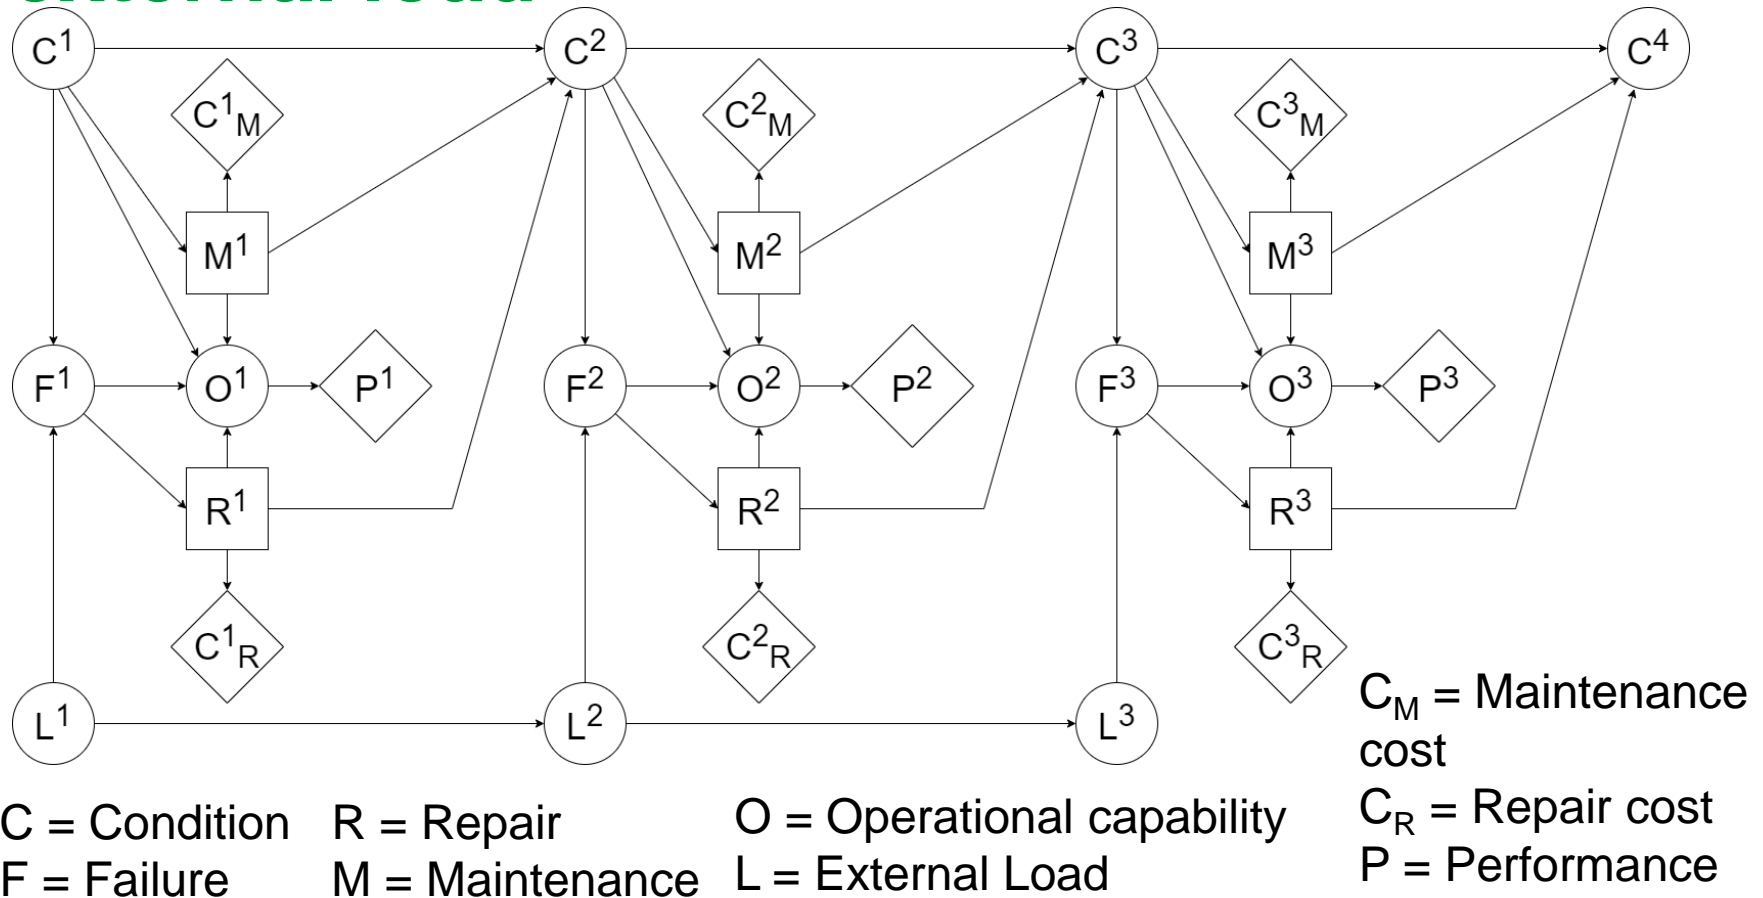 external load
C1 C2 C3 C4
C1M C2M C3M
M1 M2 M3
F1 O1 P1 F2 O2 P2 F3 O3 P3
R1 R2 R3
C1R C2R C3R
L1 L2 L3
CM = Maintenance
cost
CR = Repair cost
P = Performance
C = Condition R = Repair O = Operational capability
F = Failure M = Maintenance L = External Load